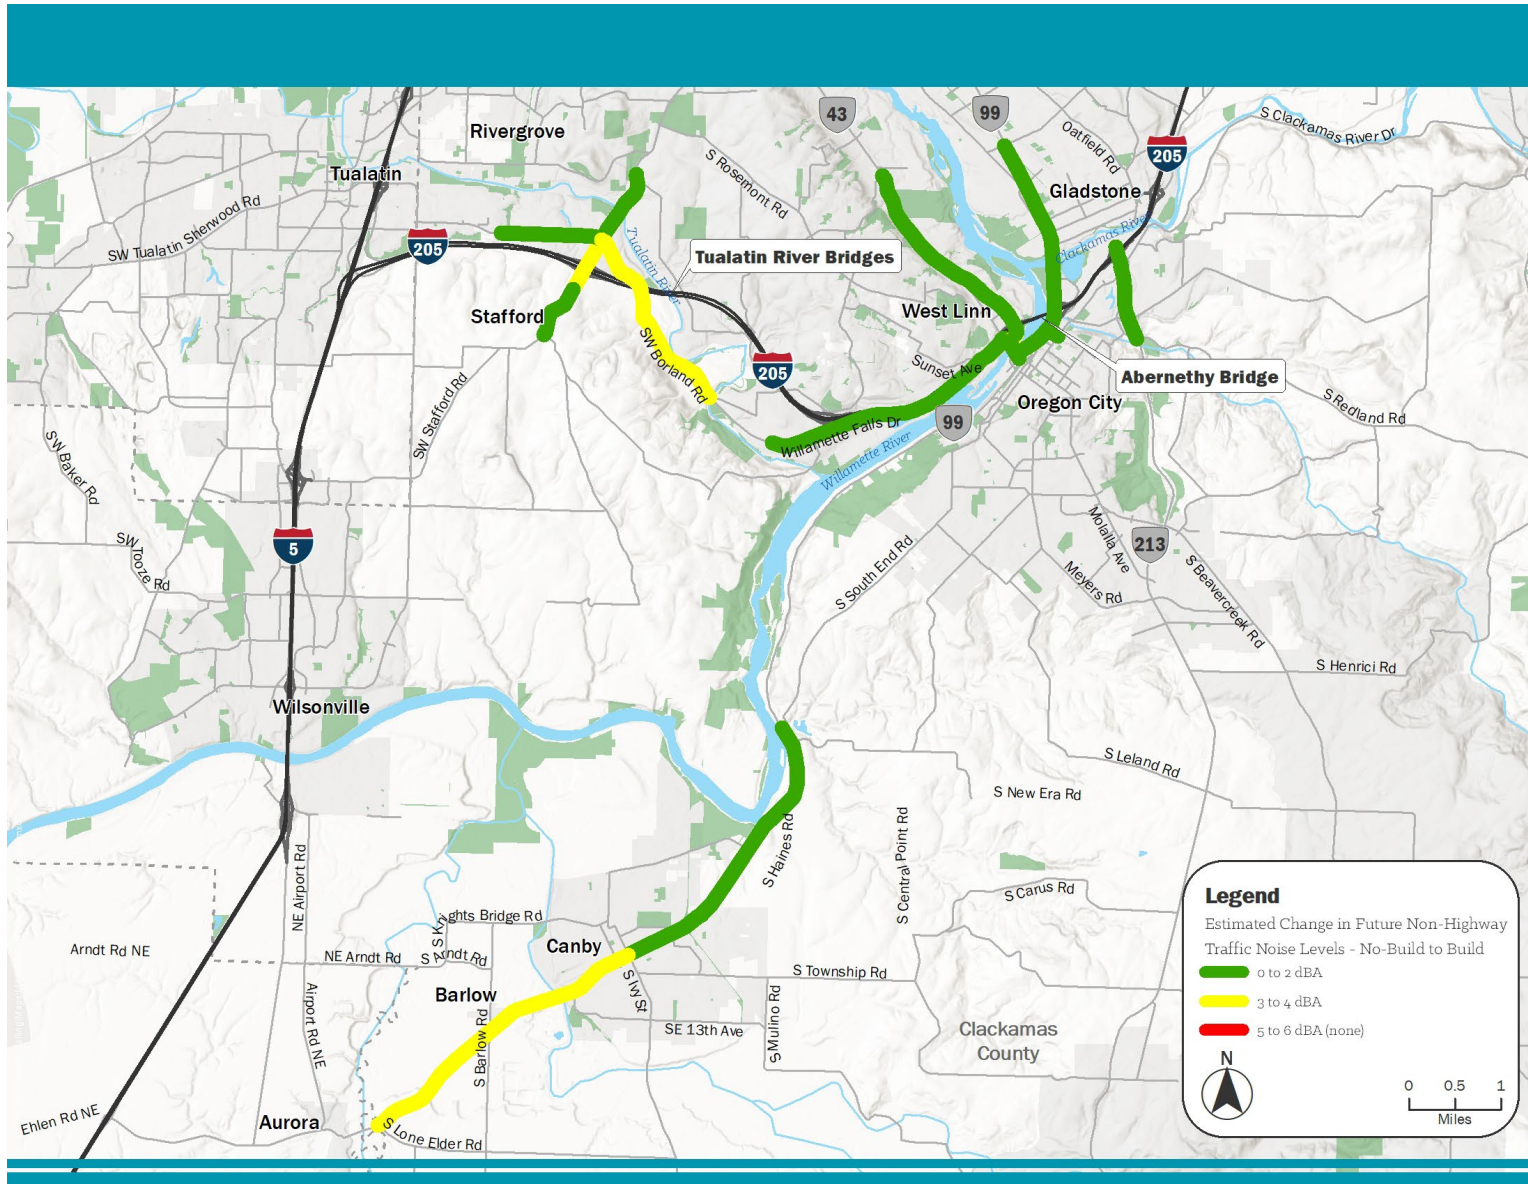 43
99
Oatfield Rd
S Clackamas River Dr
Rivergrove
205
S Rosemont Rd
Tualatin
Gladstone
SW Tualatin Sherwood Rd
Clackamas River
205
Tualatin River
Tualatin River Bridges
Stafford
West Linn
SW Borland Rd
205
Sunset Ave
Abernethy Bridge
SW Stafford Rd
Oregon City
S Redland Rd
99
Willamette Falls Dr
Willamette River
SW Baker Rd
5
SW Tooze Rd
Molalla Ave
213
S South End Rd
Meyers Rd
S Beavercreek Rd
S Henrici Rd
Wilsonville
S Leland Rd
S New Era Rd
S Haines Rd
S Central Point Rd
NE Airport Rd
S Carus Rd
S Knights Bridge Rd
Arndt Rd NE
NE Arndt Rd
S Arndt Rd
Canby
S Township Rd
Barlow
S Ivy St
Airport Rd NE
S Barlow Rd
SE 13th Ave
S Mulino Rd
Clackamas
County
Ehlen Rd NE
Aurora
S Lone Elder Rd
Legend
Estimated Change in Future Non-Highway
Traffic Noise Levels - No-Build to Build
0 to 2 dBA
3 to 4 dBA
5 to 6 dBA (none)
N
0 0.5 1
Miles